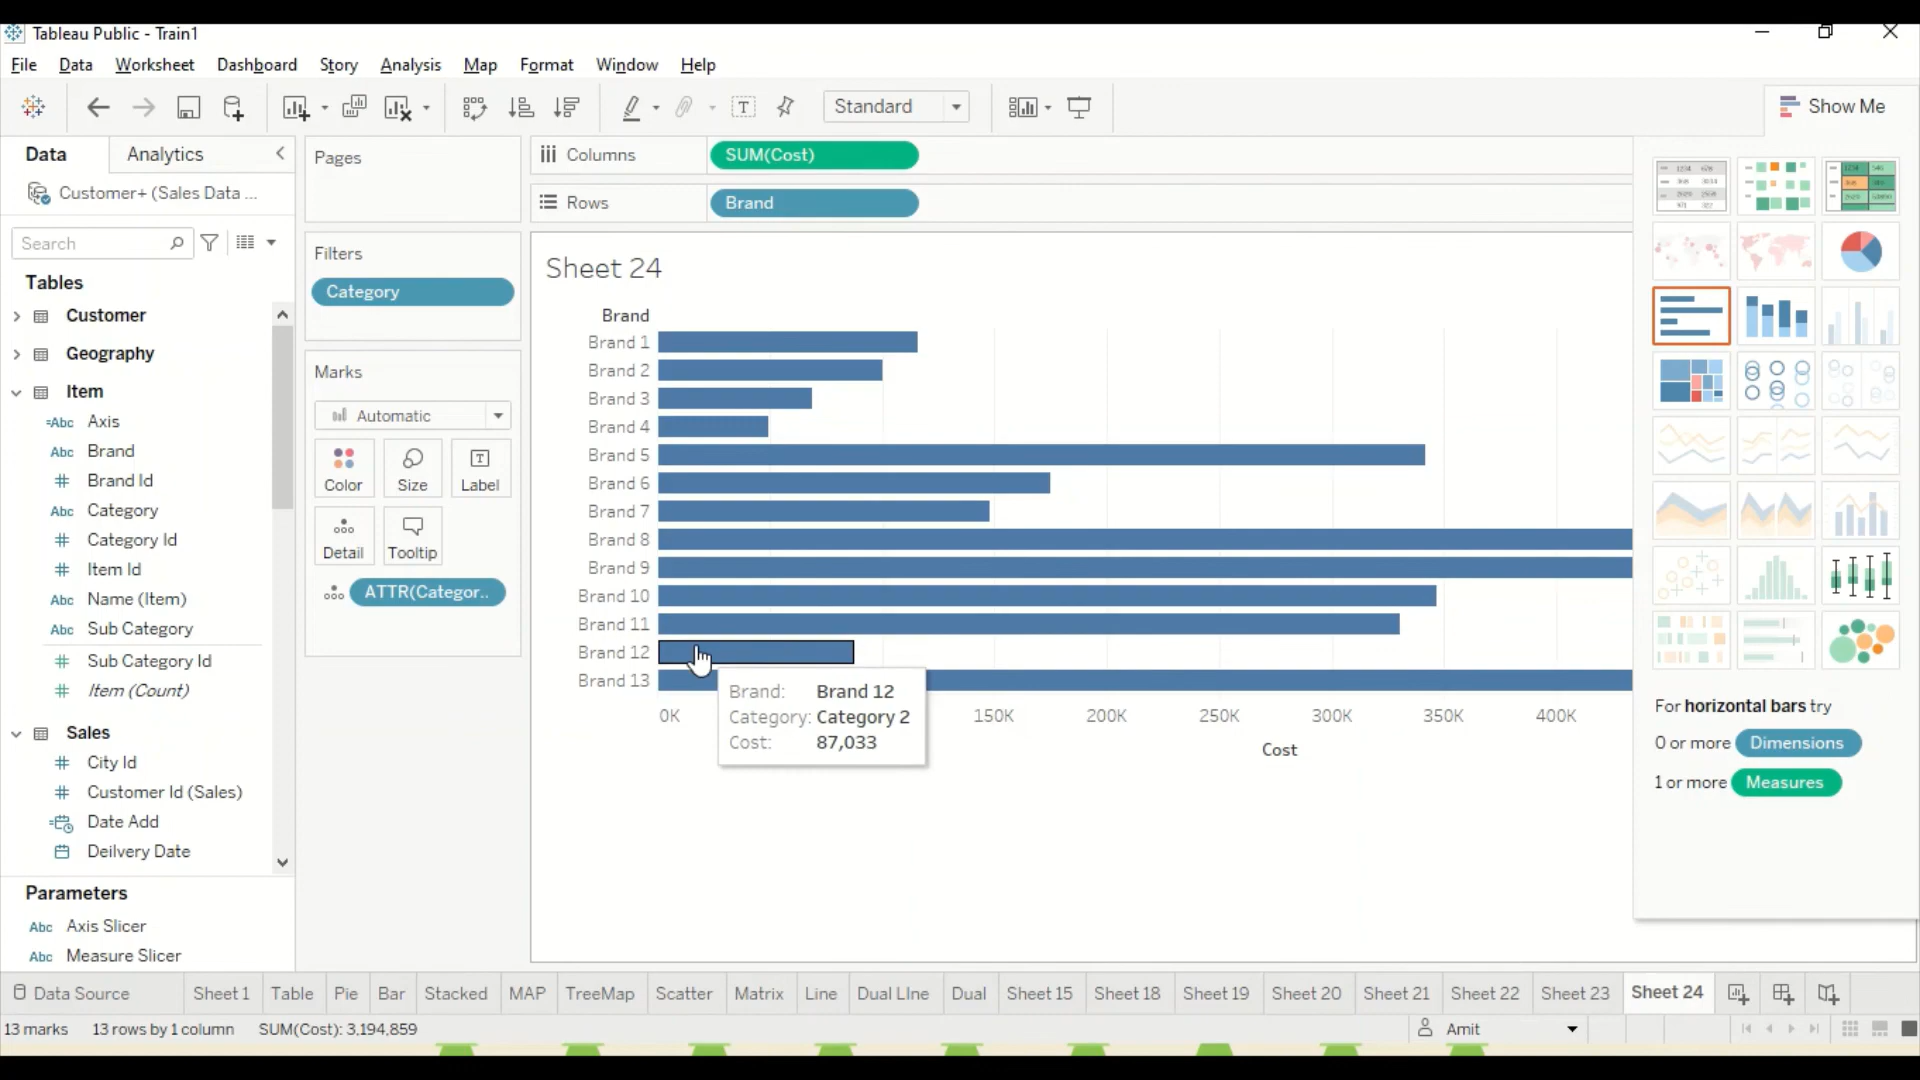 Tableau Public - Train1
File Data Worksheet Dashboard Story Analysis Map Format Window Help
Standard
Show Me
Data Analytics
Customer+ (Sales Data ...
Search
Tables
Customer
Geography
Item
=Abc Axis
Abc Brand
# Brand Id
Abc Category
# Category Id
# Item Id
Abc Name (Item)
Abc Sub Category
# Sub Category Id
# Item (Count)
Sales
# City Id
# Customer Id (Sales)
Date Add
Deilvery Date
Parameters
Abc Axis Slicer
Abc Measure Slicer
Pages
Filters
Category
Marks
Automatic
Color Size Label
Detail Tooltip
ATTR(Categor..
Columns SUM(Cost)
Rows Brand
Sheet 24
Brand
Brand 1
Brand 2
Brand 3
Brand 4
Brand 5
Brand 6
Brand 7
Brand 8
Brand 9
Brand 10
Brand 11
Brand 12
Brand 13
Brand: Brand 12
Category: Category 2
Cost: 87,033
0K 150K 200K 250K 300K 350K 400K
Cost
For horizontal bars try
0 or more Dimensions
1 or more Measures
Data Source Sheet 1 Table Pie Bar Stacked MAP TreeMap Scatter Matrix Line Dual LIne Dual Sheet 15 Sheet 18 Sheet 19 Sheet 20 Sheet 21 Sheet 22 Sheet 23 Sheet 24
13 marks 13 rows by 1 column SUM(Cost): 3,194,859 Amit